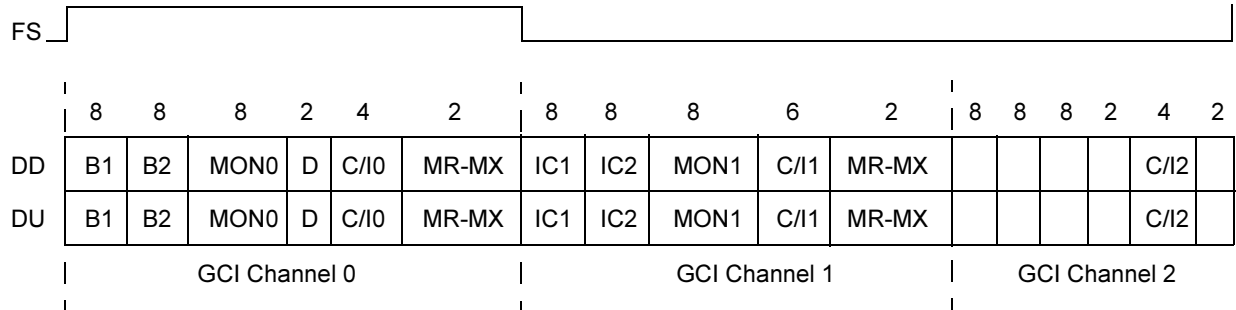 FS
8 8 8 2 4 2 8 8 8 6 2 8 8 8 2 4 2
DD B1 B2 MON0 D C/I0 MR-MX IC1 IC2 MON1 C/I1 MR-MX C/I2
DU B1 B2 MON0 D C/I0 MR-MX IC1 IC2 MON1 C/I1 MR-MX C/I2
GCI Channel 0 GCI Channel 1 GCI Channel 2